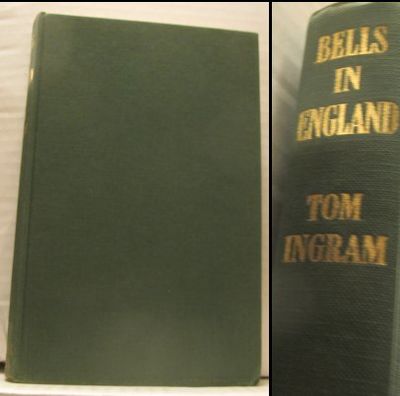 BELLS
IN
ENGLAND
TOM
INGRAM